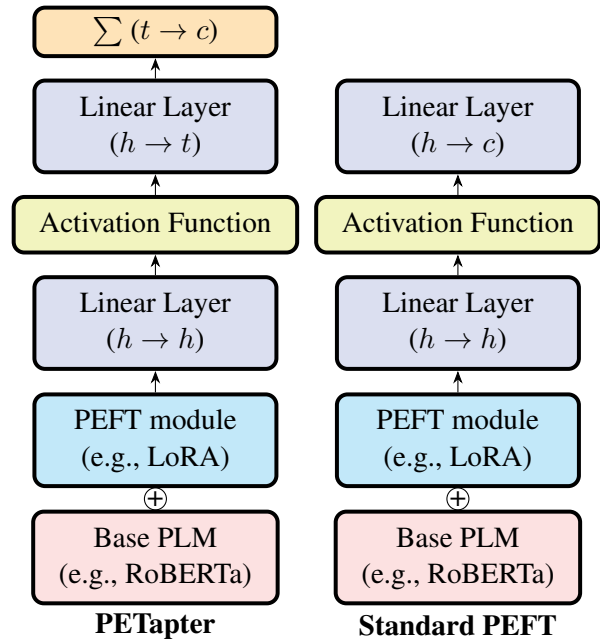 ∑ (t → c)
Linear Layer
(h → t)
Activation Function
Linear Layer
(h → h)
PEFT module
(e.g., LoRA)
+
Base PLM
(e.g., RoBERTa)
PETapter
Linear Layer
(h → c)
Activation Function
Linear Layer
(h → h)
PEFT module
(e.g., LoRA)
+
Base PLM
(e.g., RoBERTa)
Standard PEFT